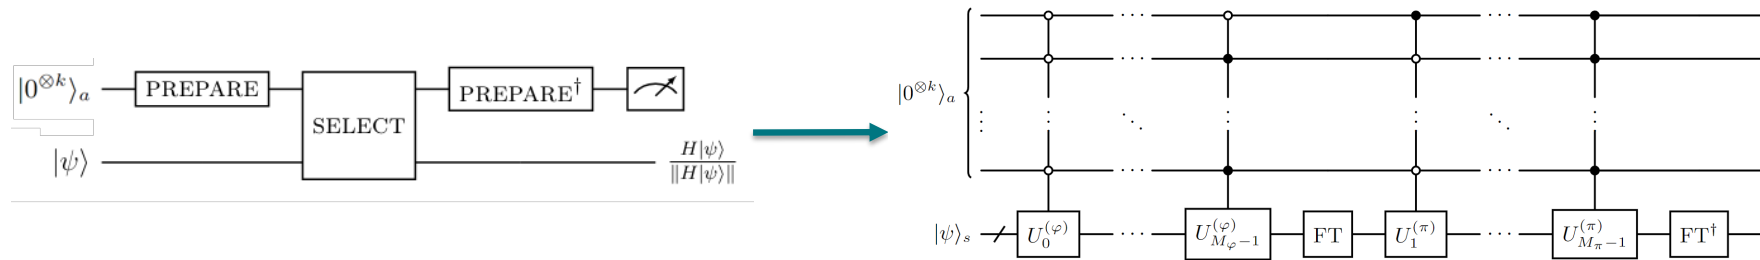 |0^{⊗k}⟩_a PREPARE PREPARE† 
SELECT
|ψ⟩ H|ψ⟩ / ‖H|ψ⟩‖
|0^{⊗k}⟩_a
|ψ⟩_s U_0^{(φ)} ··· U_{M_φ−1}^{(φ)} FT U_1^{(π)} ··· U_{M_π−1}^{(π)} FT†